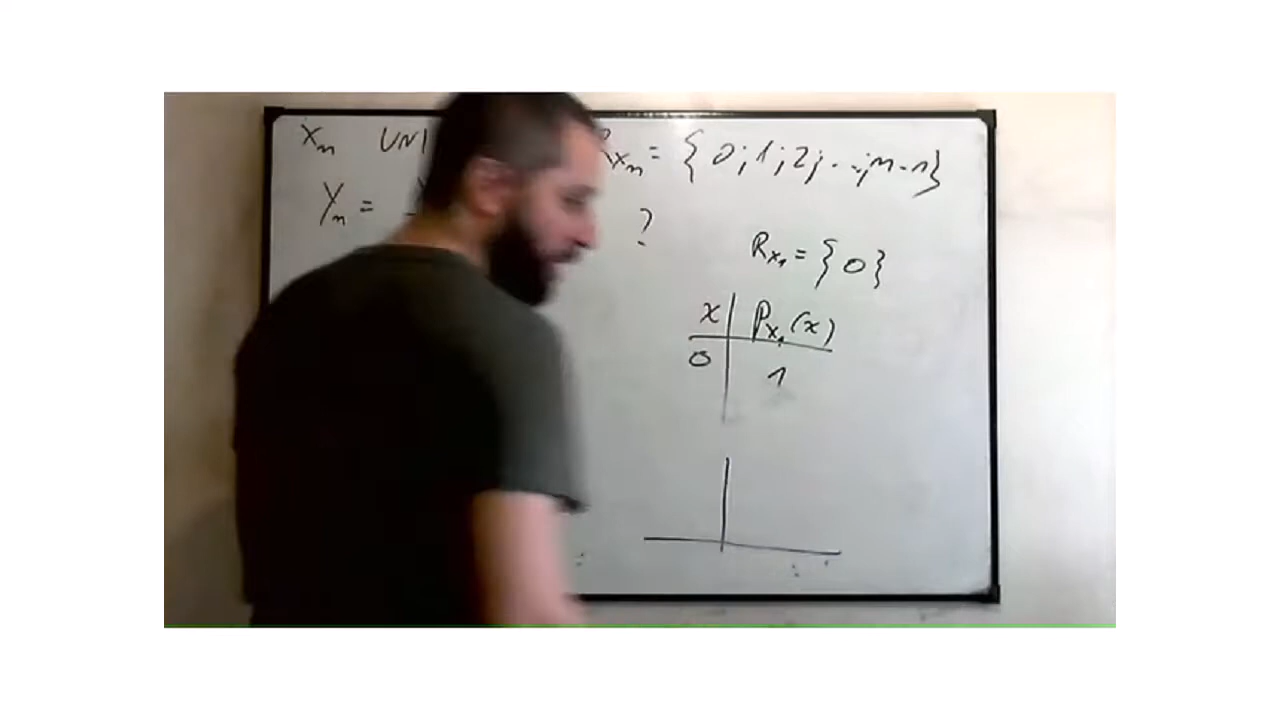 Xn UNI RXn = {0;1;2;...;n-1}
Yn = ?
RX1 = {0}
x PX1(x)
0 1